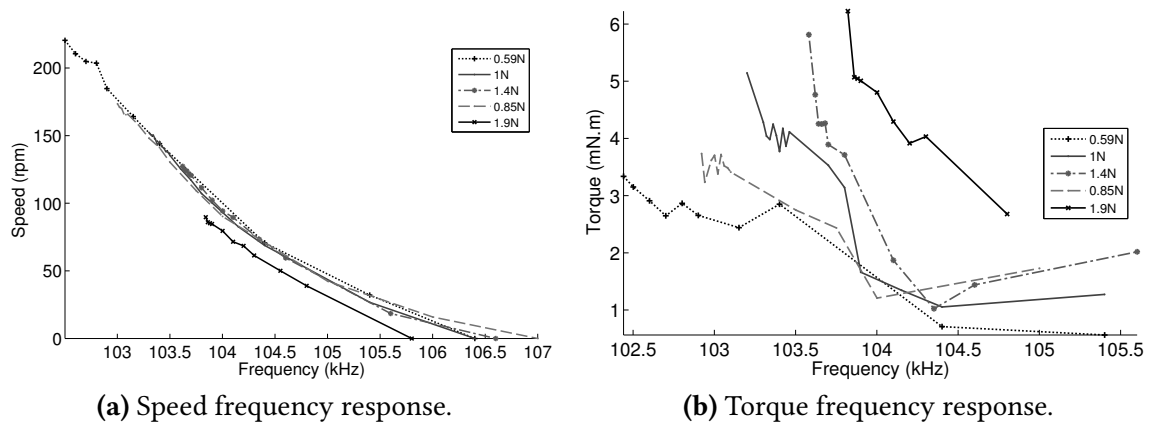 200
150
100
50
0
Speed (rpm)
103
103.5
104
104.5
105
105.5
106
106.5
107
Frequency (kHz)
0.59N
1N
1.4N
0.85N
1.9N
(a) Speed frequency response.
6
5
4
3
2
1
Torque (mN.m)
102.5
103
103.5
104
104.5
105
105.5
Frequency (kHz)
0.59N
1N
1.4N
0.85N
1.9N
(b) Torque frequency response.